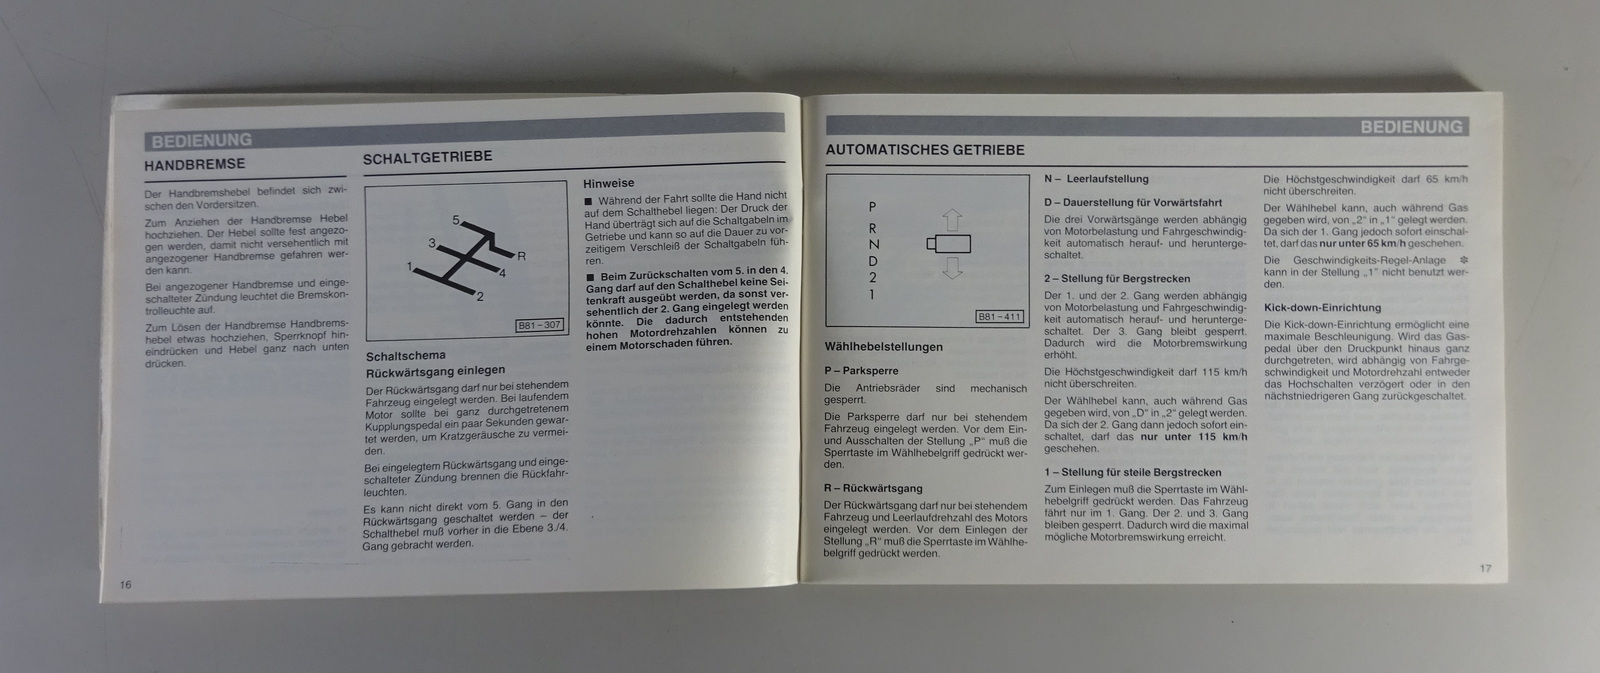 BEDIENUNG
HANDBREMSE
Der Handbremshebel befindet sich zwi-
schen den Vordersitzen.
Zum Anziehen der Handbremse Hebel
hochziehen. Der Hebel sollte fest angezo-
gen werden, damit nicht versehentlich mit
angezogener Handbremse gefahren wer-
den kann.
Bei angezogener Handbremse und einge-
schalteter Zündung leuchtet die Bremskon-
trolleuchte auf.
Zum Lösen der Handbremse Handbrems-
hebel etwas hochziehen, Sperrknopf hin-
eindrücken und Hebel ganz nach unten
drücken.
16
SCHALTGETRIEBE
5
3
1
R
4
2
B81-307
Schaltschema
Rückwärtsgang einlegen
Der Rückwärtsgang darf nur bei stehendem
Fahrzeug eingelegt werden. Bei laufendem
Motor sollte bei ganz durchgetretenem
Kupplungspedal ein paar Sekunden gewar-
tet werden, um Kratzgeräusche zu vermei-
den.
Bei eingelegtem Rückwärtsgang und einge-
schalteter Zündung brennen die Rückfahr-
leuchten.
Es kann nicht direkt vom 5. Gang in den
Rückwärtsgang geschaltet werden – der
Schalthebel muß vorher in die Ebene 3./4.
Gang gebracht werden.
Hinweise
■ Während der Fahrt sollte die Hand nicht
auf dem Schalthebel liegen: Der Druck der
Hand überträgt sich auf die Schaltgabeln im
Getriebe und kann so auf die Dauer zu vor-
zeitigem Verschleiß der Schaltgabeln füh-
ren.
■ Beim Zurückschalten vom 5. in den 4.
Gang darf auf den Schalthebel keine Sei-
tenkraft ausgeübt werden, da sonst ver-
sehentlich der 2. Gang eingelegt werden
könnte. Die dadurch entstehenden
hohen Motordrehzahlen können zu
einem Motorschaden führen.
BEDIENUNG
AUTOMATISCHES GETRIEBE
P
R
N
D
2
1
B81-411
Wählhebelstellungen
P – Parksperre
Die Antriebsräder sind mechanisch
gesperrt.
Die Parksperre darf nur bei stehendem
Fahrzeug eingelegt werden. Vor dem Ein-
und Ausschalten der Stellung „P" muß die
Sperrtaste im Wählhebelgriff gedrückt wer-
den.
R – Rückwärtsgang
Der Rückwärtsgang darf nur bei stehendem
Fahrzeug und Leerlaufdrehzahl des Motors
eingelegt werden. Vor dem Einlegen der
Stellung „R" muß die Sperrtaste im Wählhe-
belgriff gedrückt werden.
N – Leerlaufstellung
D – Dauerstellung für Vorwärtsfahrt
Die drei Vorwärtsgänge werden abhängig
von Motorbelastung und Fahrgeschwindig-
keit automatisch herauf- und herunterge-
schaltet.
2 – Stellung für Bergstrecken
Der 1. und der 2. Gang werden abhängig
von Motorbelastung und Fahrgeschwindig-
keit automatisch herauf- und herunterge-
schaltet. Der 3. Gang bleibt gesperrt.
Dadurch wird die Motorbremswirkung
erhöht.
Die Höchstgeschwindigkeit darf 115 km/h
nicht überschreiten.
Der Wählhebel kann, auch während Gas
gegeben wird, von „D" in „2" gelegt werden.
Da sich der 2. Gang dann jedoch sofort ein-
schaltet, darf das nur unter 115 km/h
geschehen.
1 – Stellung für steile Bergstrecken
Zum Einlegen muß die Sperrtaste im Wähl-
hebelgriff gedrückt werden. Das Fahrzeug
fährt nur im 1. Gang. Der 2. und 3. Gang
bleiben gesperrt. Dadurch wird die maximal
mögliche Motorbremswirkung erreicht.
Die Höchstgeschwindigkeit darf 65 km/h
nicht überschreiten.
Der Wählhebel kann, auch während Gas
gegeben wird, von „2" in „1" gelegt werden.
Da sich der 1. Gang jedoch sofort einschal-
tet, darf das nur unter 65 km/h geschehen.
Die Geschwindigkeits-Regel-Anlage ✽
kann in der Stellung „1" nicht benutzt wer-
den.
Kick-down-Einrichtung
Die Kick-down-Einrichtung ermöglicht eine
maximale Beschleunigung. Wird das Gas-
pedal über den Druckpunkt hinaus ganz
durchgetreten, wird abhängig von Fahrge-
schwindigkeit und Motordrehzahl entweder
das Hochschalten verzögert oder in den
nächstniedrigeren Gang zurückgeschaltet.
17